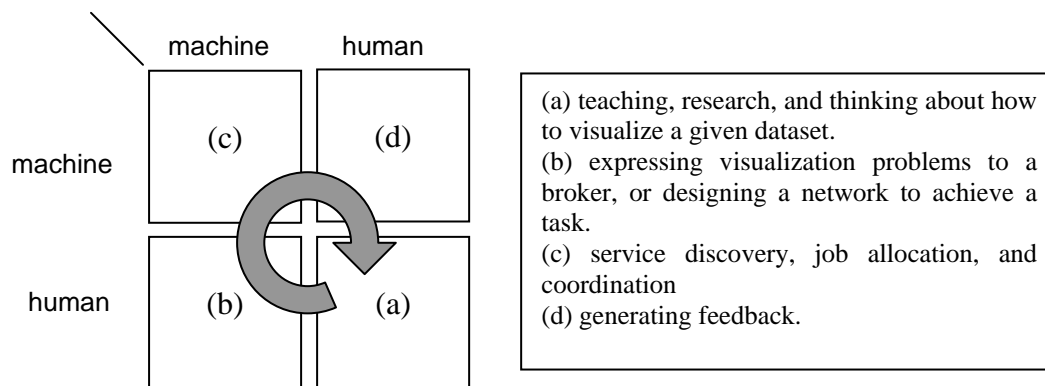 machine human
(c) (d)
machine
human
(b) (a)
(a) teaching, research, and thinking about how
to visualize a given dataset.
(b) expressing visualization problems to a
broker, or designing a network to achieve a
task.
(c) service discovery, job allocation, and
coordination
(d) generating feedback.